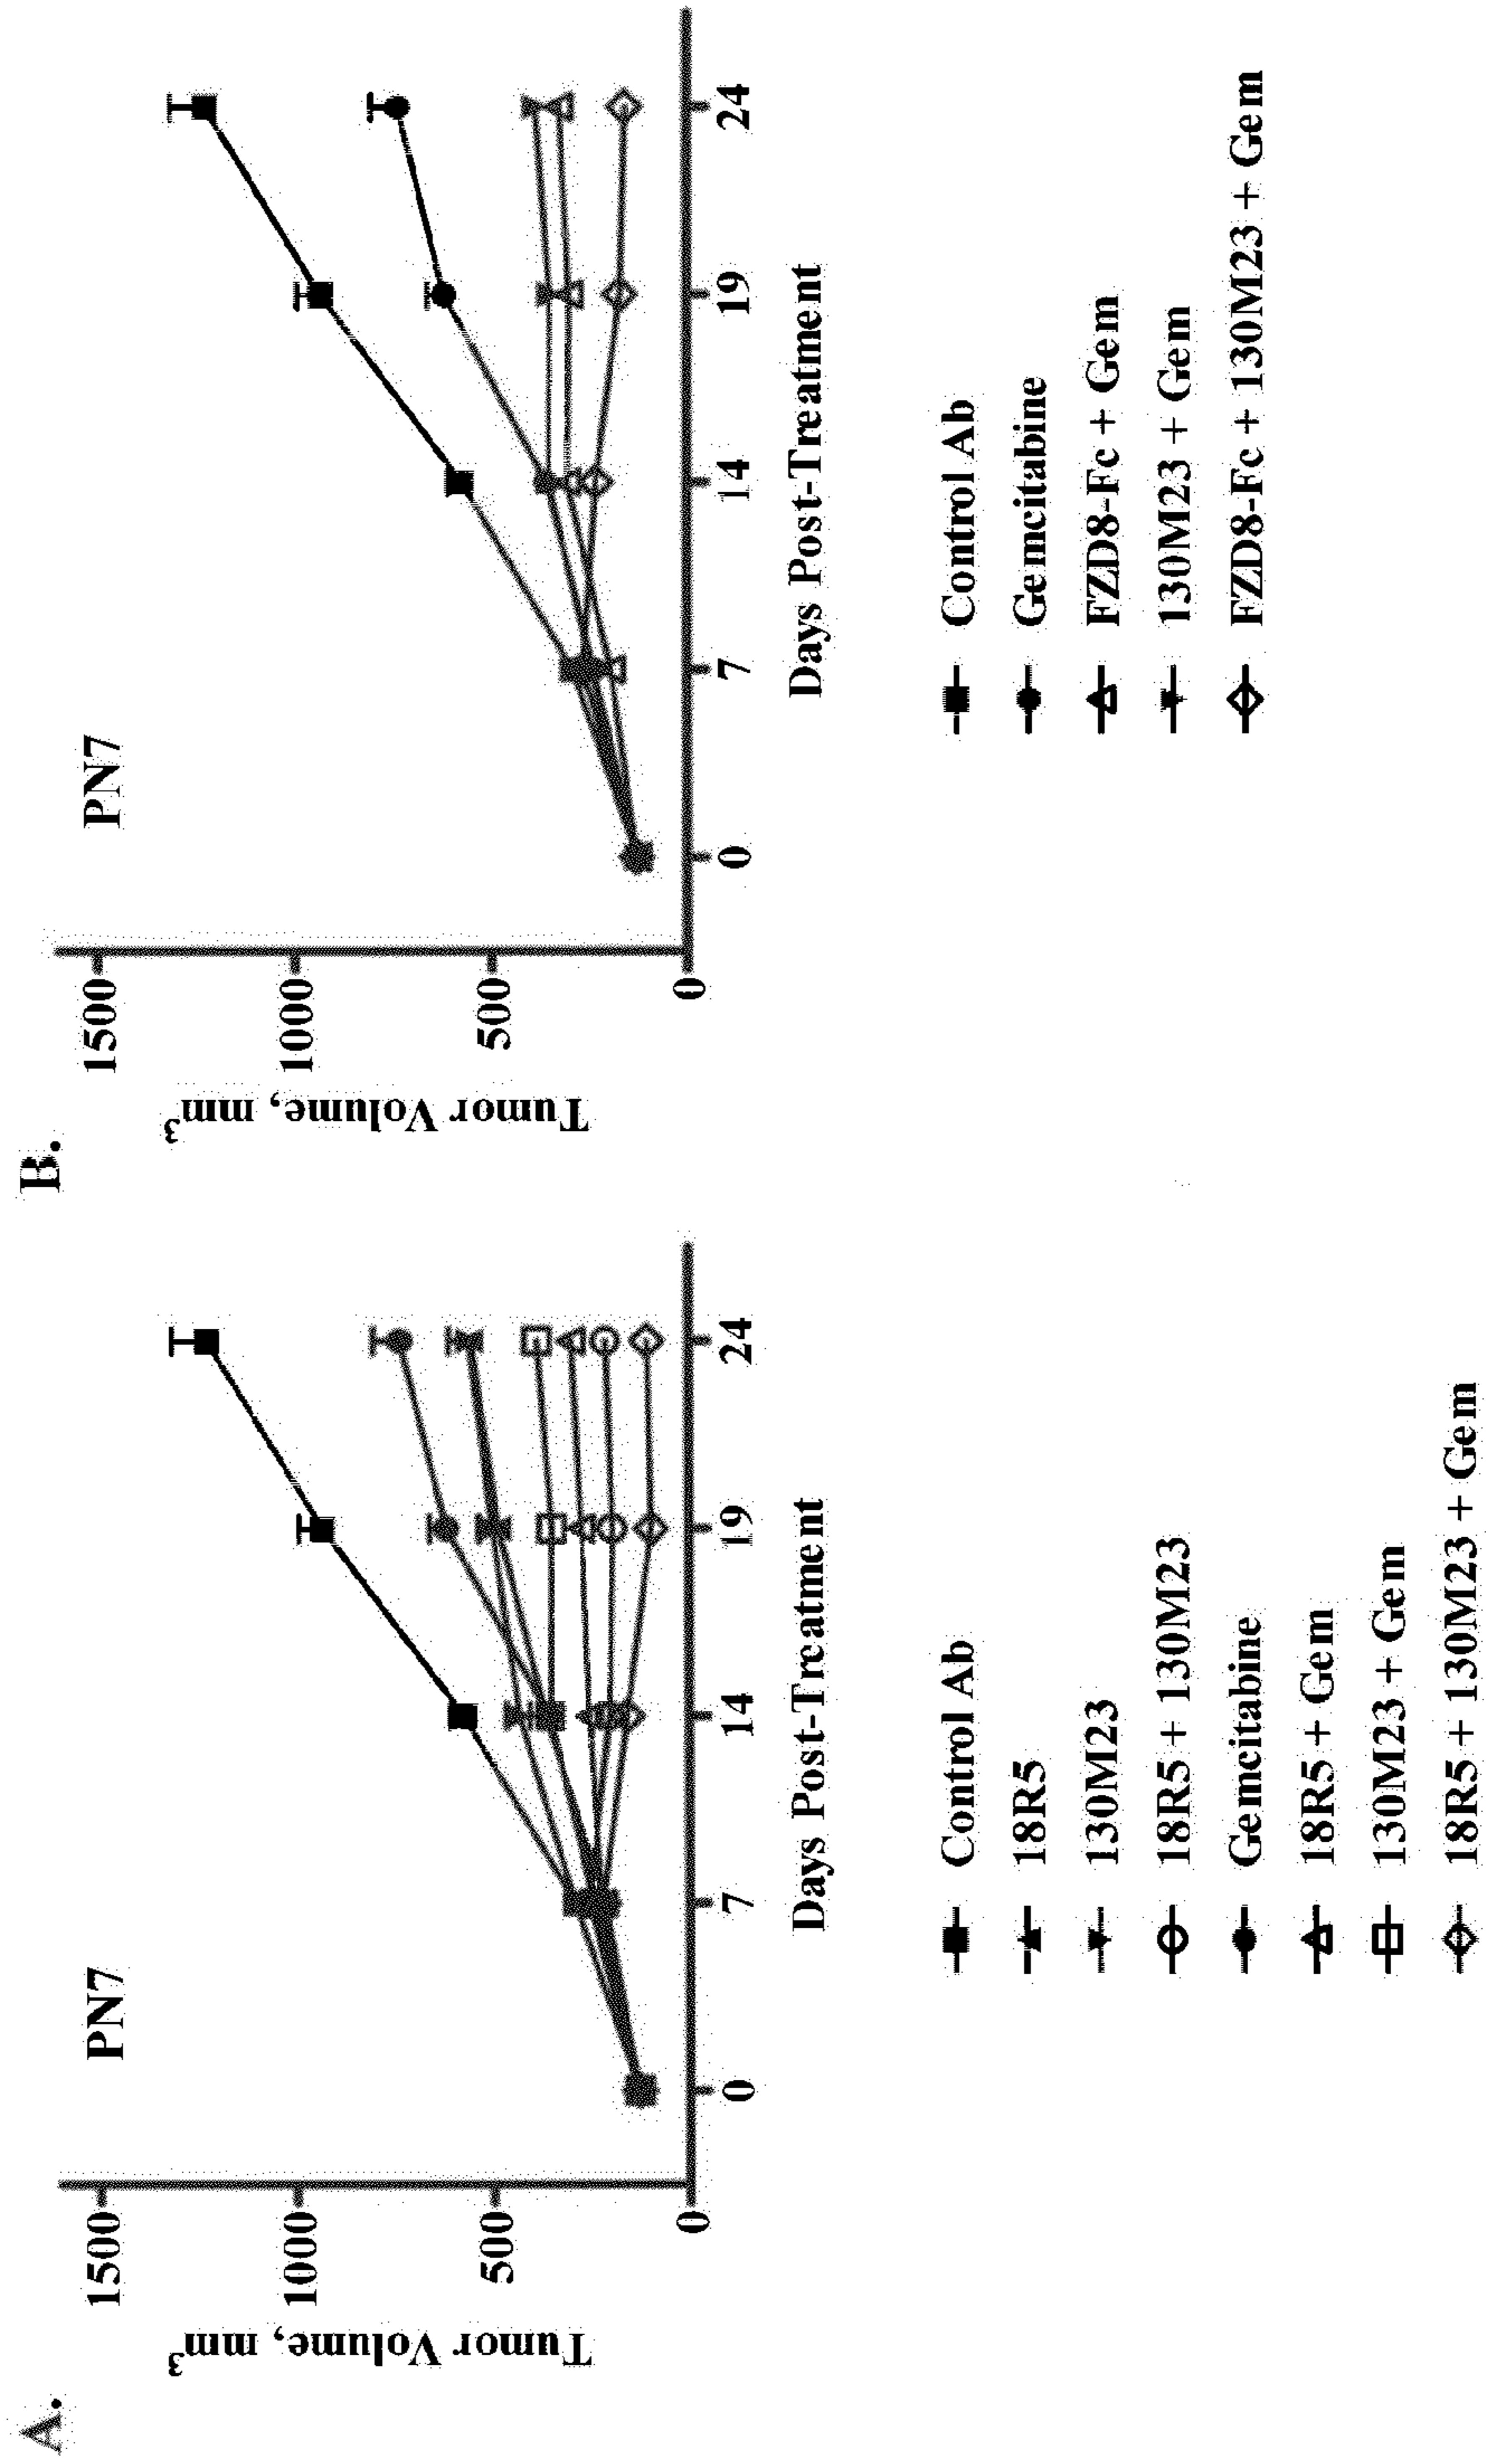 A.
PN7
Tumor Volume, mm³
1500
1000
500
0
0
7
14
19
24
Days Post-Treatment
Control Ab
18R5
130M23
18R5 + 130M23
Gemcitabine
18R5 + Gem
130M23 + Gem
18R5 + 130M23 + Gem
B.
PN7
Tumor Volume, mm³
1500
1000
500
0
0
7
14
19
24
Days Post-Treatment
Control Ab
Gemcitabine
FZD8-Fc + Gem
130M23 + Gem
FZD8-Fc + 130M23 + Gem